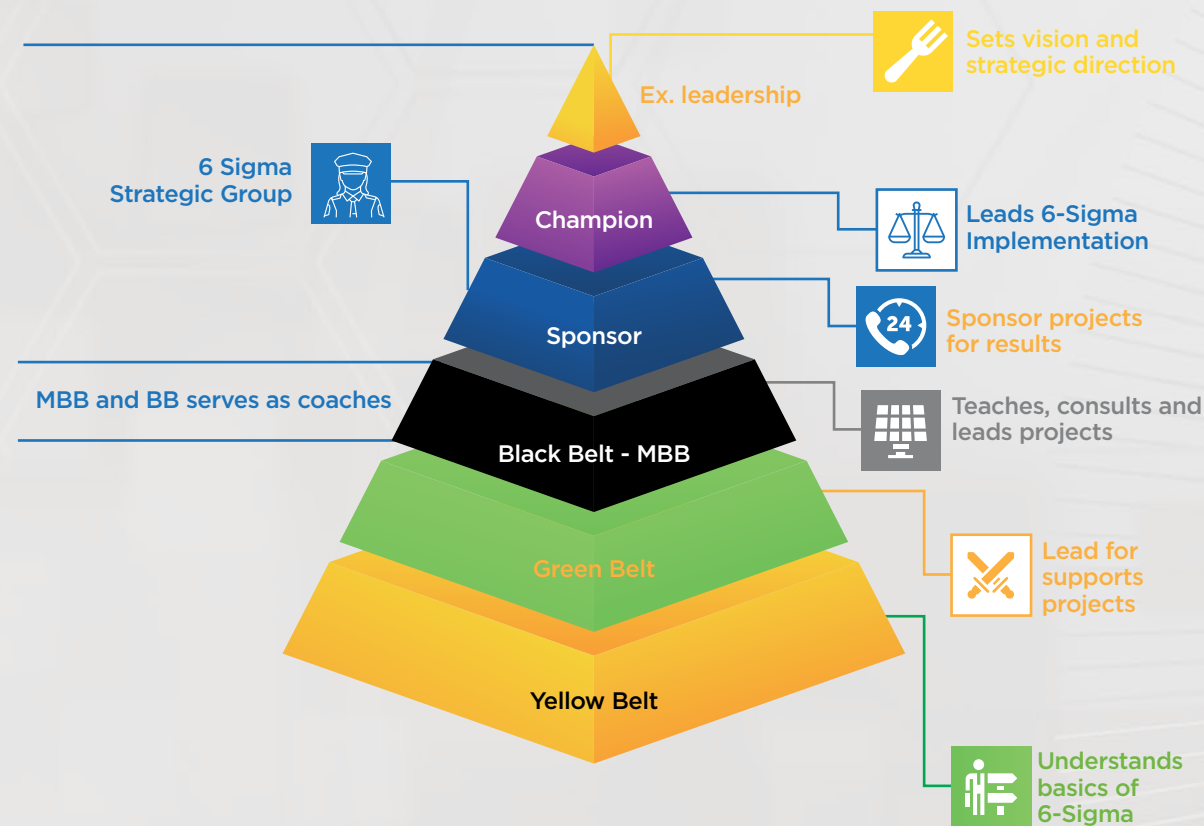 Sets vision and
strategic direction
Ex. leadership
6 Sigma
Strategic Group
Champion
Leads 6-Sigma
Implementation
Sponsor
24
Sponsor projects
for results
MBB and BB serves as coaches
Teaches, consults and
leads projects
Black Belt - MBB
Green Belt
Lead for
supports
projects
Yellow Belt
Understands
basics of
6-Sigma